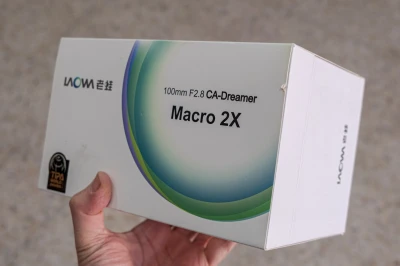 LAOWA 老蛙
100mm F2.8 CA-Dreamer
Macro 2X
LAOWA 老蛙